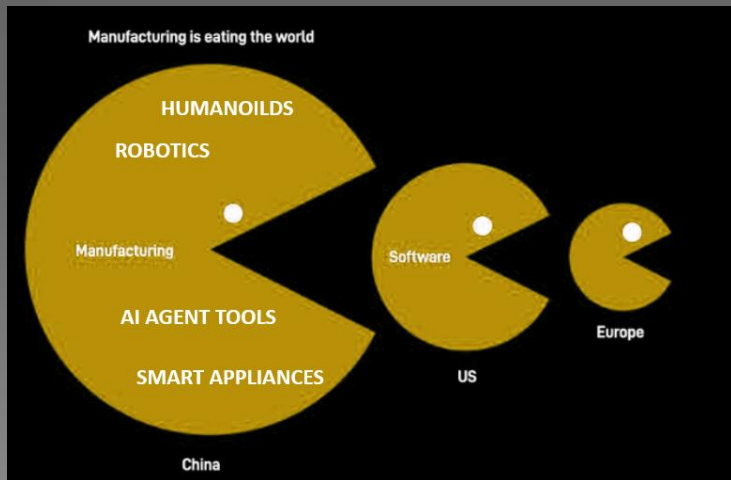 Manufacturing is eating the world
HUMANOILDS
ROBOTICS
Manufacturing
AI AGENT TOOLS
SMART APPLIANCES
China
Software
US
Europe